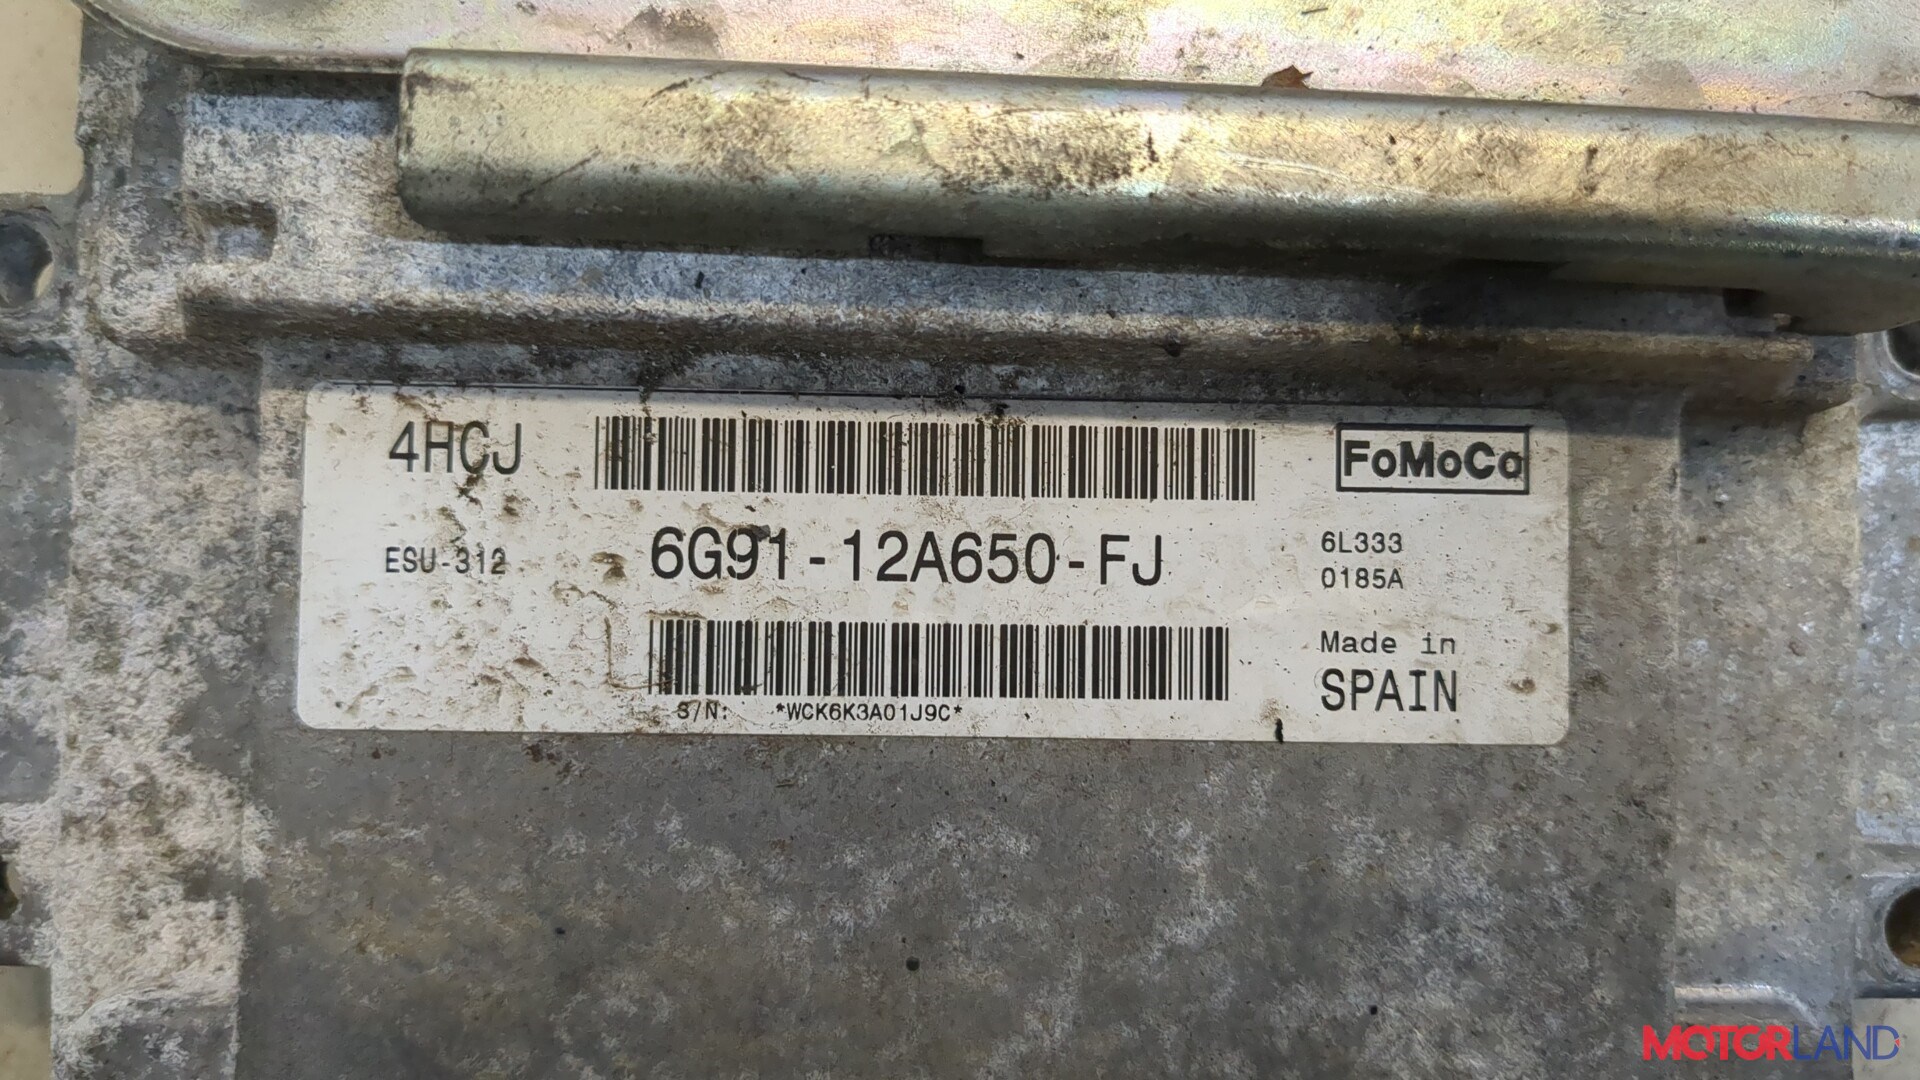 4HCJ
FoMoCo
ESU-312
6G91-12A650-FJ
6L333
0185A
Made in
SPAIN
S/N: *WCK6K3A01J9C*
MOTORLAND